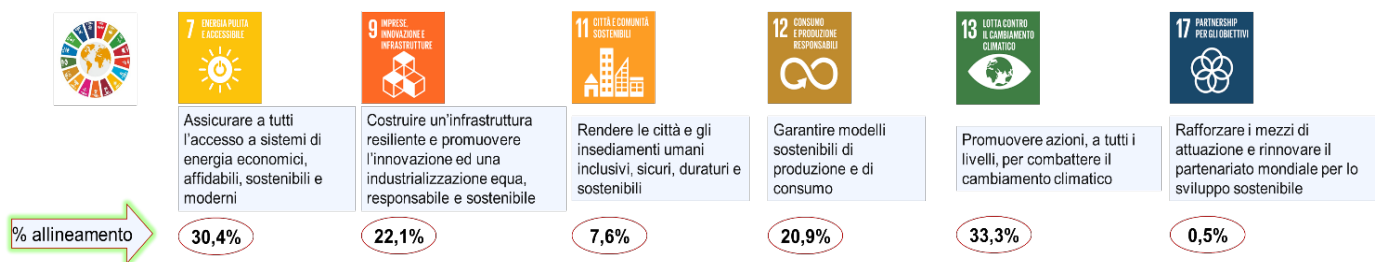 7 ENERGIA PULITA
E ACCESSIBILE
9 IMPRESE,
INNOVAZIONE E
INFRASTRUTTURE
11 CITTÀ E COMUNITÀ
SOSTENIBILI
12 CONSUMO
E PRODUZIONE
RESPONSABILI
13 LOTTA CONTRO
IL CAMBIAMENTO
CLIMATICO
17 PARTNERSHIP
PER GLI OBIETTIVI
Assicurare a tutti
l'accesso a sistemi di
energia economici,
affidabili, sostenibili e
moderni
Costruire un'infrastruttura
resiliente e promuovere
l'innovazione ed una
industrializzazione equa,
responsabile e sostenibile
Rendere le città e gli
insediamenti umani
inclusivi, sicuri, duraturi e
sostenibili
Garantire modelli
sostenibili di
produzione e di
consumo
Promuovere azioni, a tutti i
livelli, per combattere il
cambiamento climatico
Rafforzare i mezzi di
attuazione e rinnovare il
partenariato mondiale per lo
sviluppo sostenibile
% allineamento
30,4%
22,1%
7,6%
20,9%
33,3%
0,5%